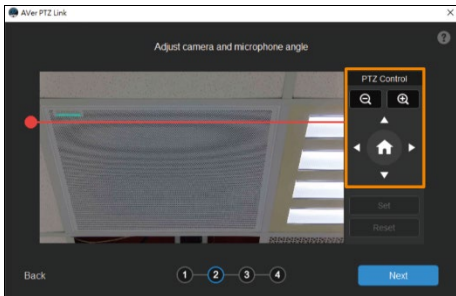 AVer PTZ Link
Adjust camera and microphone angle
PTZ Control
Set
Reset
Back
1 2 3 4
Next